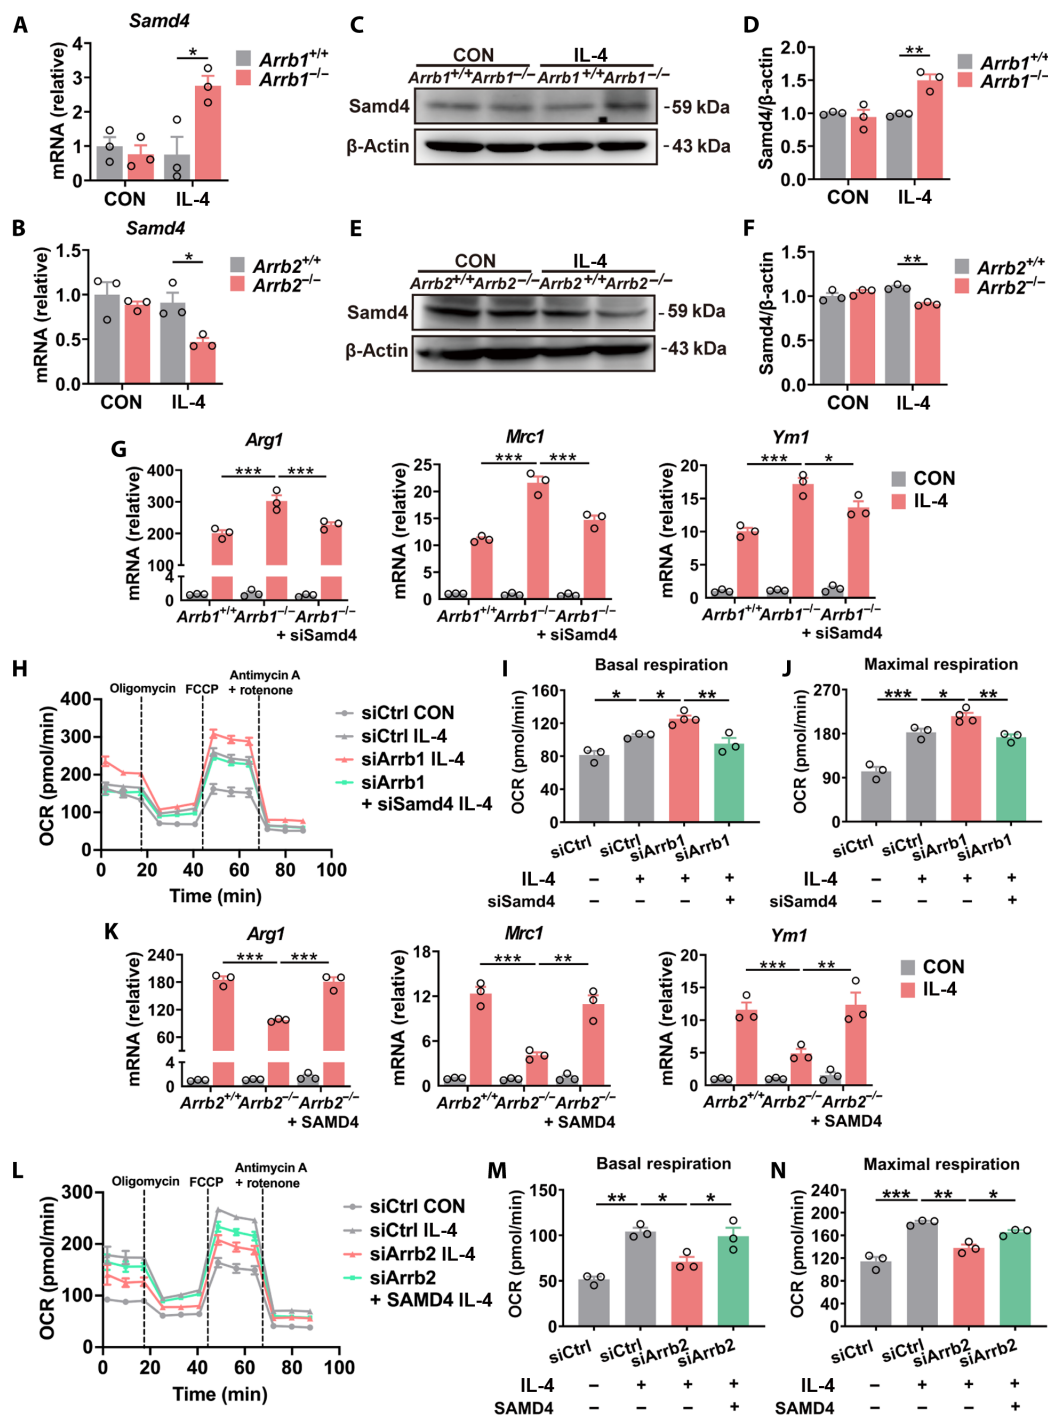 A
Samd4
mRNA (relative)
4
3
2
1
0
CON
IL-4
*
Arrb1+/+
Arrb1−/−
C
CON
IL-4
Arrb1+/+ Arrb1−/− Arrb1+/+ Arrb1−/−
Samd4
-59 kDa
β-Actin
-43 kDa
D
Samd4/β-actin
2.0
1.5
1.0
0.5
0.0
CON
IL-4
**
Arrb1+/+
Arrb1−/−
B
Samd4
mRNA (relative)
1.5
1.0
0.5
0.0
CON
IL-4
*
Arrb2+/+
Arrb2−/−
E
CON
IL-4
Arrb2+/+ Arrb2−/− Arrb2+/+ Arrb2−/−
Samd4
-59 kDa
β-Actin
-43 kDa
F
Samd4/β-actin
1.5
1.0
0.5
0.0
CON
IL-4
**
Arrb2+/+
Arrb2−/−
G
Arg1
mRNA (relative)
400
300
200
100
4
0
*** ***
Arrb1+/+ Arrb1−/− Arrb1−/−
+ siSamd4
Mrc1
mRNA (relative)
25
20
15
10
5
0
*** ***
Arrb1+/+ Arrb1−/− Arrb1−/−
+ siSamd4
Ym1
mRNA (relative)
20
15
10
5
0
*** *
Arrb1+/+ Arrb1−/− Arrb1−/−
+ siSamd4
CON
IL-4
H
Oligomycin
FCCP
Antimycin A
+ rotenone
OCR (pmol/min)
400
300
200
100
0
0 20 40 60 80 100
Time (min)
siCtrl CON
siCtrl IL-4
siArrb1 IL-4
siArrb1
+ siSamd4 IL-4
I
Basal respiration
OCR (pmol/min)
160
120
80
40
0
* * **
siCtrl siCtrl siArrb1 siArrb1
IL-4 − + + +
siSamd4 − − − +
J
Maximal respiration
OCR (pmol/min)
270
180
90
0
*** * **
siCtrl siCtrl siArrb1 siArrb1
IL-4 − + + +
siSamd4 − − − +
K
Arg1
mRNA (relative)
240
180
120
60
4
0
*** ***
Arrb2+/+ Arrb2−/− Arrb2−/−
+ SAMD4
Mrc1
mRNA (relative)
18
12
6
0
*** **
Arrb2+/+ Arrb2−/− Arrb2−/−
+ SAMD4
Ym1
mRNA (relative)
20
15
10
5
0
*** **
Arrb2+/+ Arrb2−/− Arrb2−/−
+ SAMD4
CON
IL-4
L
Oligomycin
FCCP
Antimycin A
+ rotenone
OCR (pmol/min)
300
200
100
0
0 20 40 60 80 100
Time (min)
siCtrl CON
siCtrl IL-4
siArrb2 IL-4
siArrb2
+ SAMD4 IL-4
M
Basal respiration
OCR (pmol/min)
150
100
50
0
** * *
siCtrl siCtrl siArrb2 siArrb2
IL-4 − + + +
SAMD4 − − − +
N
Maximal respiration
OCR (pmol/min)
240
200
160
120
80
40
0
*** ** *
siCtrl siCtrl siArrb2 siArrb2
IL-4 − + + +
SAMD4 − − − +